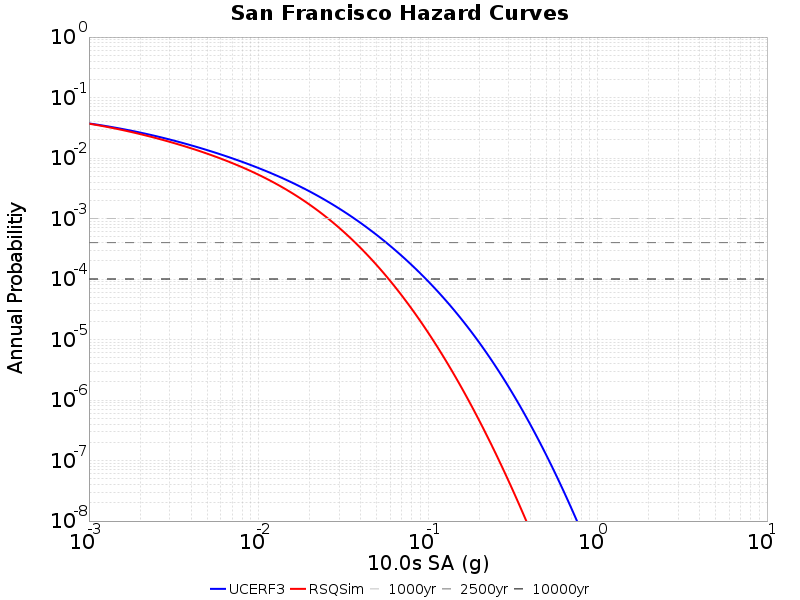 San Francisco Hazard Curves
10^0
10^-1
10^-2
10^-3
10^-4
10^-5
10^-6
10^-7
10^-8
Annual Probabilitiy
10^-3 10^-2 10^-1 10^0 10^1
10.0s SA (g)
UCERF3 RSQSim 1000yr 2500yr 10000yr